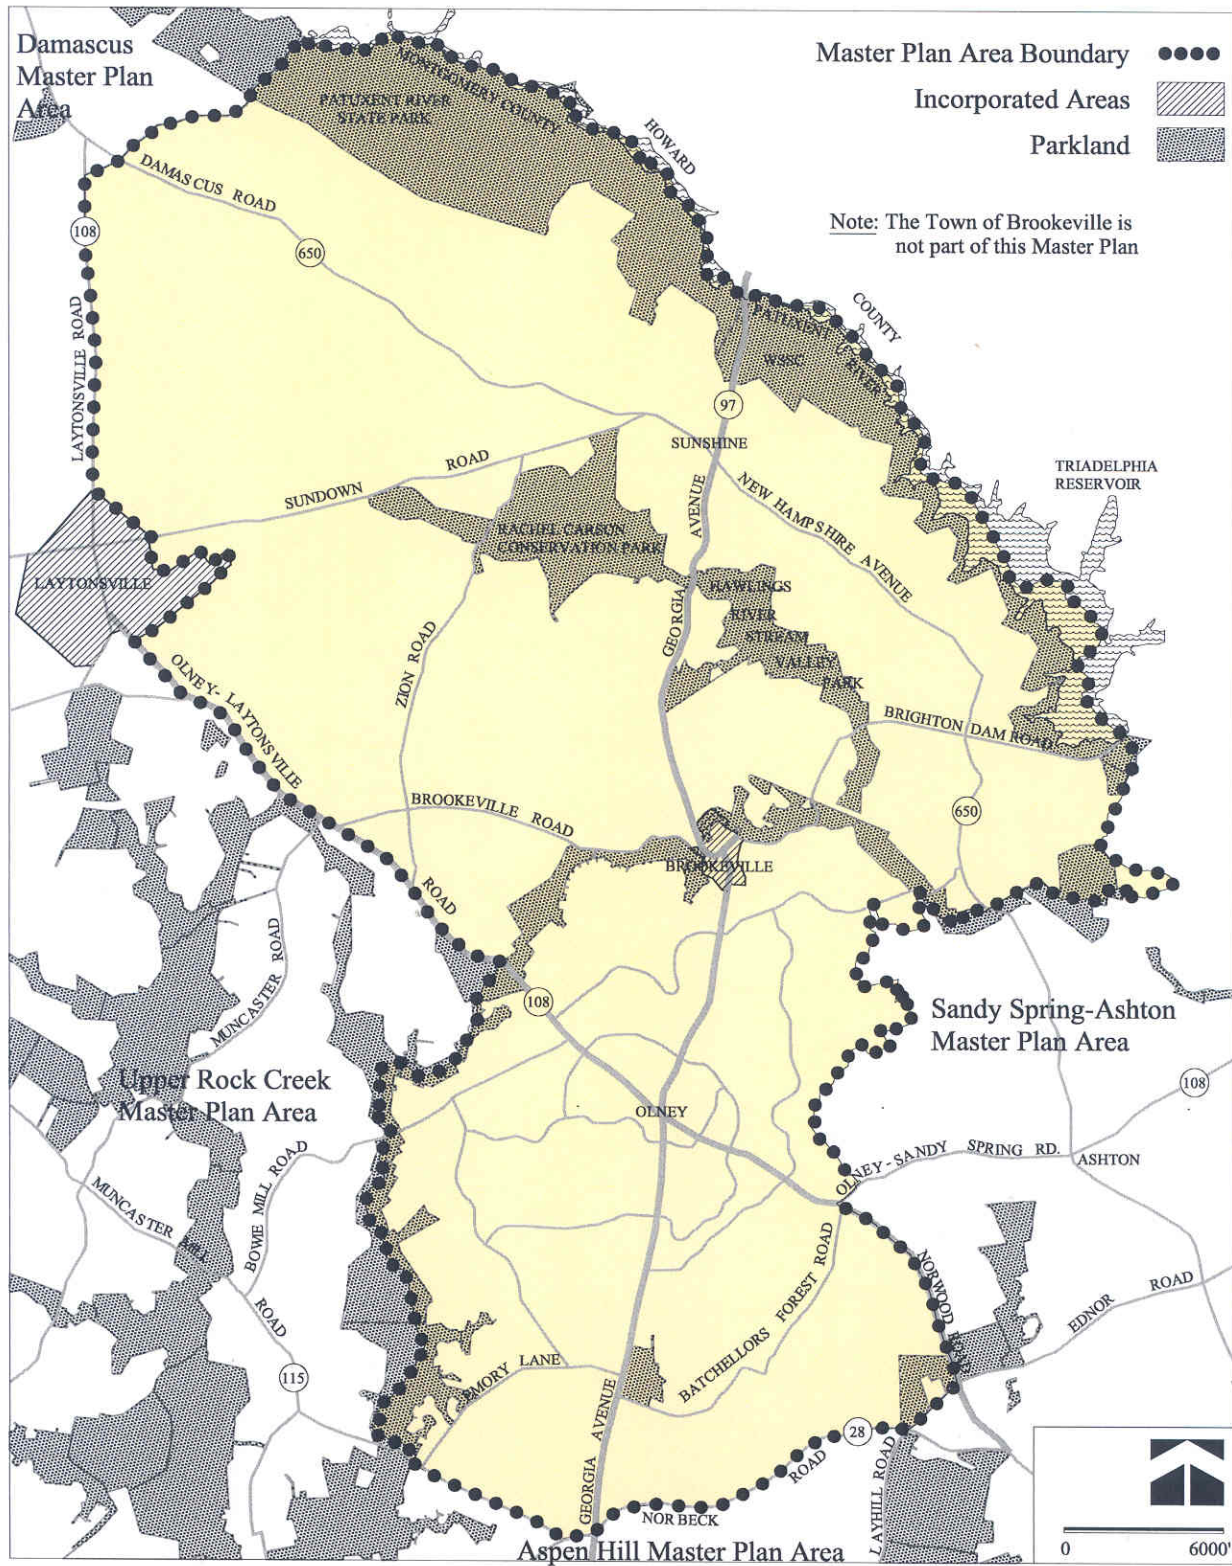 Damascus
Master Plan
Area
Master Plan Area Boundary
Incorporated Areas
Parkland
Note: The Town of Brookeville is
not part of this Master Plan
MONTGOMERY COUNTY
HOWARD
COUNTY
PATUXENT RIVER
STATE PARK
DAMASCUS ROAD
108
650
LAYTONSVILLE ROAD
PATUXENT RIVER
WSSC
97
SUNSHINE
TRIADELPHIA
RESERVOIR
SUNDOWN ROAD
GEORGIA AVENUE
NEW HAMPSHIRE AVENUE
RACHEL CARSON
CONSERVATION PARK
LAYTONSVILLE
HAWLINGS
RIVER
STREAM
VALLEY
PARK
ZION ROAD
OLNEY-LAYTONSVILLE
ROAD
BRIGHTON DAM ROAD
BROOKEVILLE ROAD
650
BROOKEVILLE
MUNCASTER ROAD
108
Sandy Spring-Ashton
Master Plan Area
Upper Rock Creek
Master Plan Area
108
OLNEY
OLNEY-SANDY SPRING RD.
ASHTON
MUNCASTER MILL
ROAD
BOWIE MILL ROAD
BATCHELLORS FOREST ROAD
NORWOOD ROAD
EDNOR ROAD
EMORY LANE
115
GEORGIA AVENUE
28
NORBECK
ROAD
LAYHILL ROAD
Aspen Hill Master Plan Area
0 6000